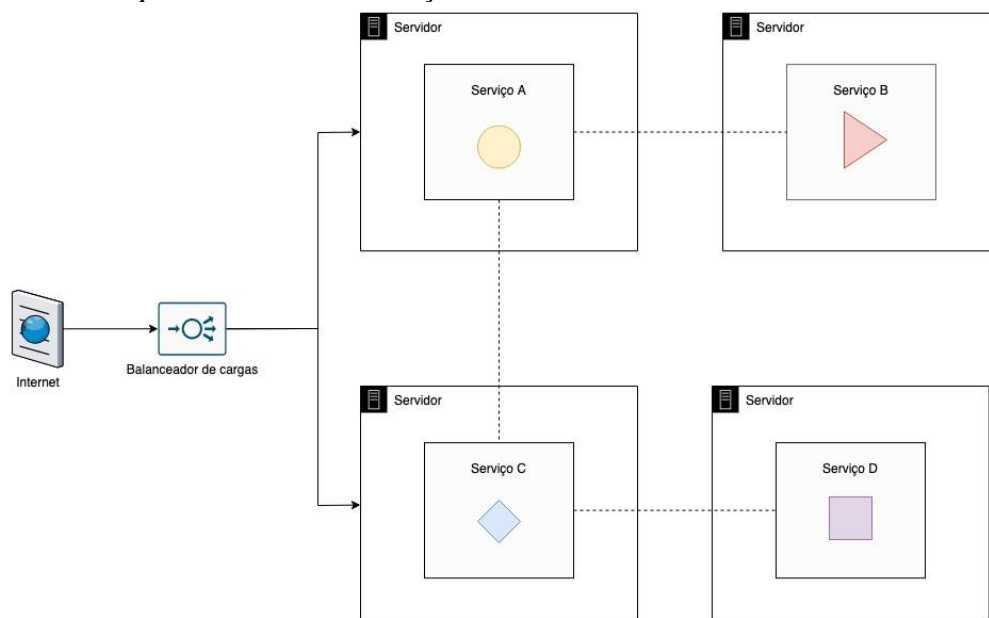 Servidor
Servidor
Serviço A
Serviço B
Internet
Balanceador de cargas
Servidor
Servidor
Serviço C
Serviço D